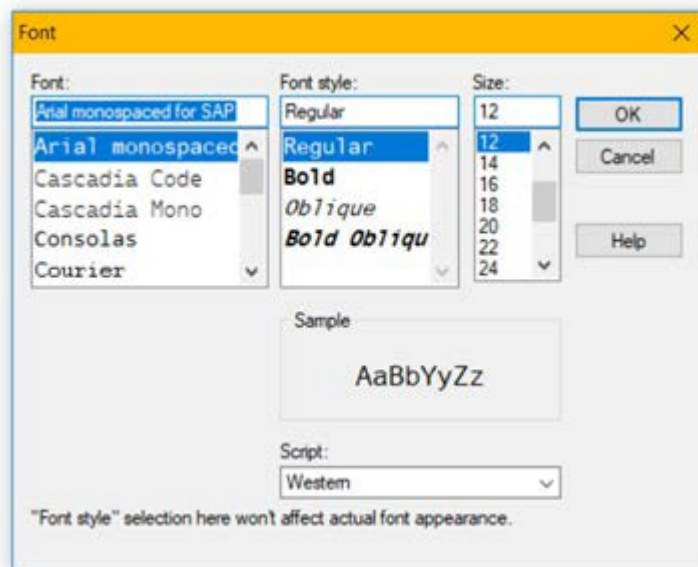 Font
Font:
Font style:
Size:
Arial monospaced for SAP
Regular
12
OK
Arial monospaced
Regular
12
Cascadia Code
Bold
14
Cancel
Cascadia Mono
Oblique
16
Consolas
Bold Obliqu
18
Courier
20
22
24
Help
Sample
AaBbYyZz
Script:
Western
"Font style" selection here won't affect actual font appearance.